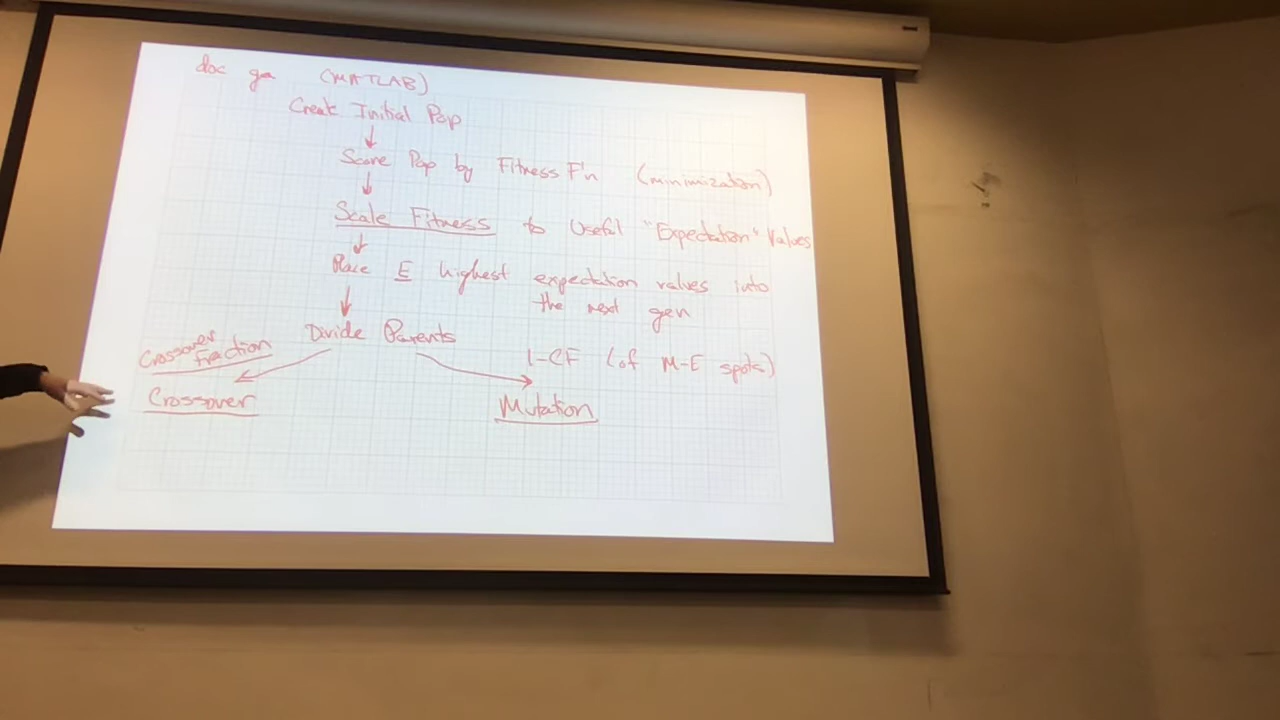 doc ga (MATLAB)
Create Initial Pop
Score Pop by Fitness F'n (minimization)
Scale Fitness to Useful "Expectation" Values
Place E highest expectation values into
the next gen
Divide Parents
Crossover
Fraction
1-CF (of M-E spots)
Crossover
Mutation